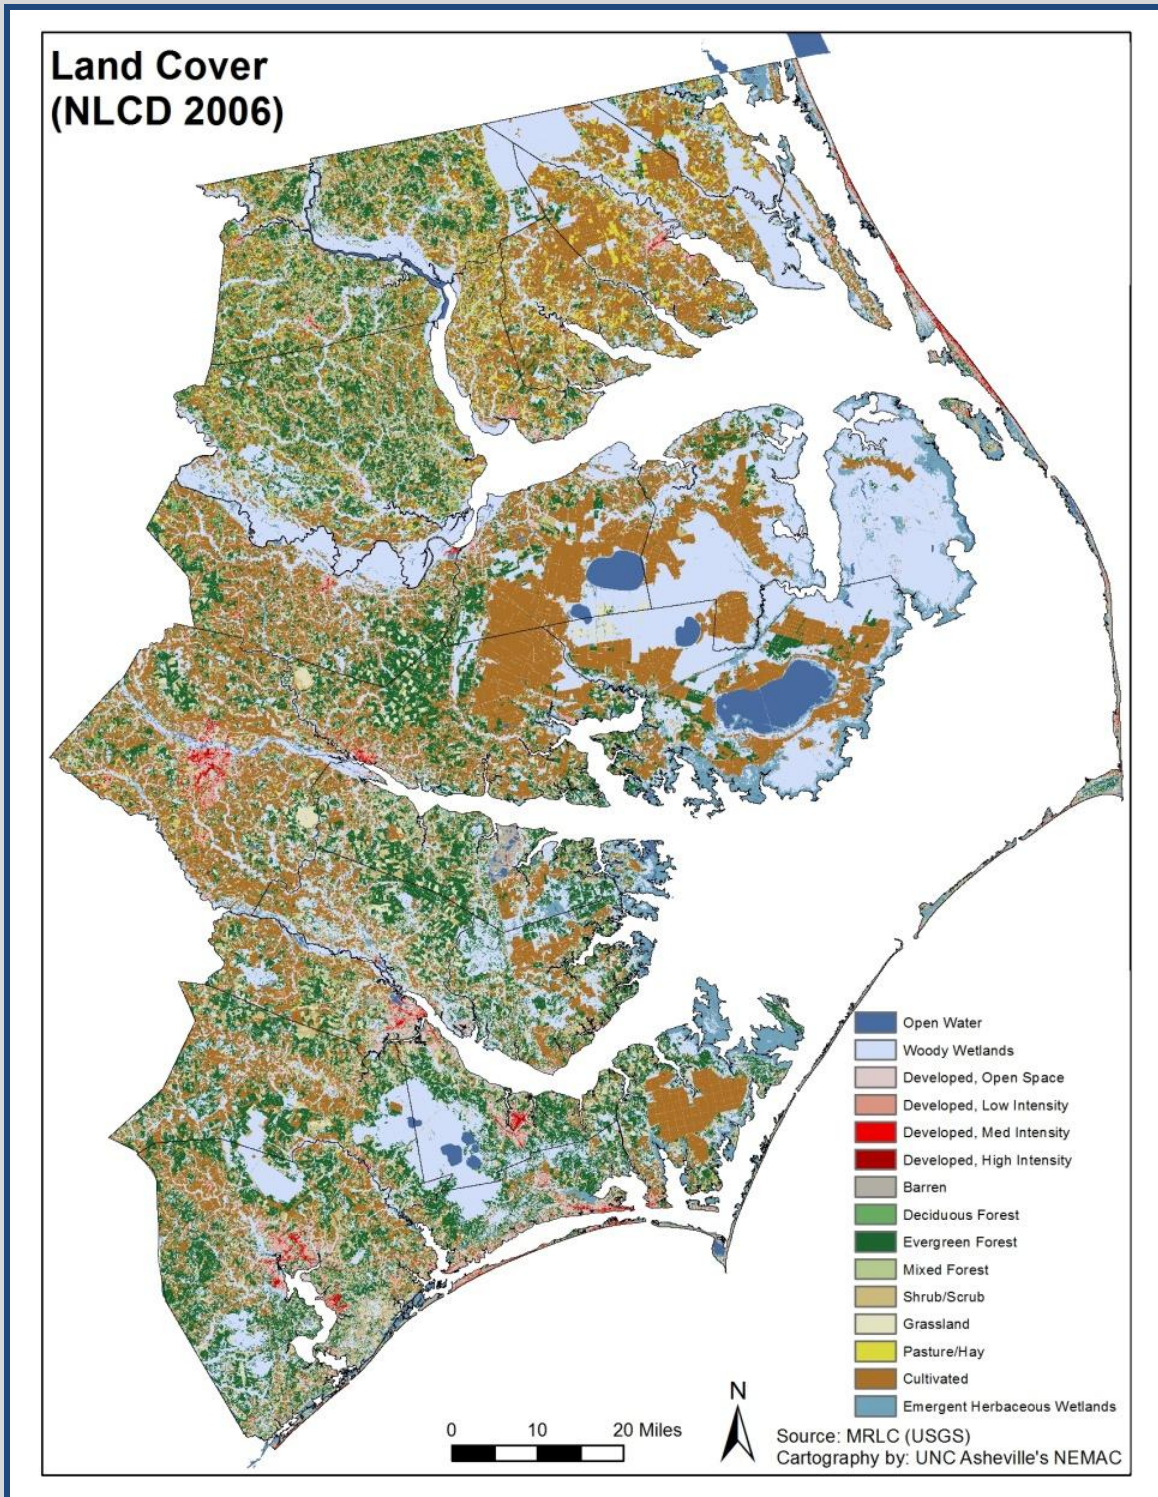 Land Cover
(NLCD 2006)
Open Water
Woody Wetlands
Developed, Open Space
Developed, Low Intensity
Developed, Med Intensity
Developed, High Intensity
Barren
Deciduous Forest
Evergreen Forest
Mixed Forest
Shrub/Scrub
Grassland
Pasture/Hay
Cultivated
Emergent Herbaceous Wetlands
N
0 10 20 Miles
Source: MRLC (USGS)
Cartography by: UNC Asheville's NEMAC